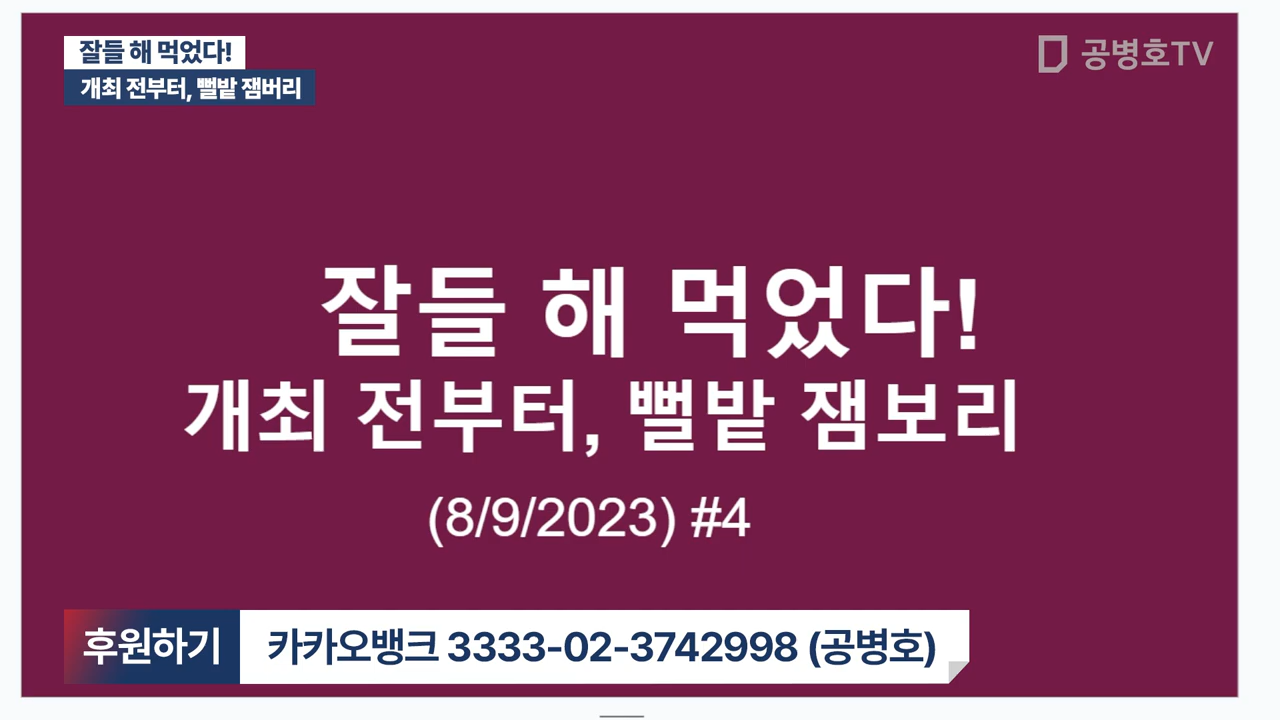 잘들 해 먹었다!
개최 전부터, 뻘밭 잼버리
공병호TV
잘들 해 먹었다!
개최 전부터, 뻘밭 잼보리
(8/9/2023) #4
후원하기 카카오뱅크 3333-02-3742998 (공병호)